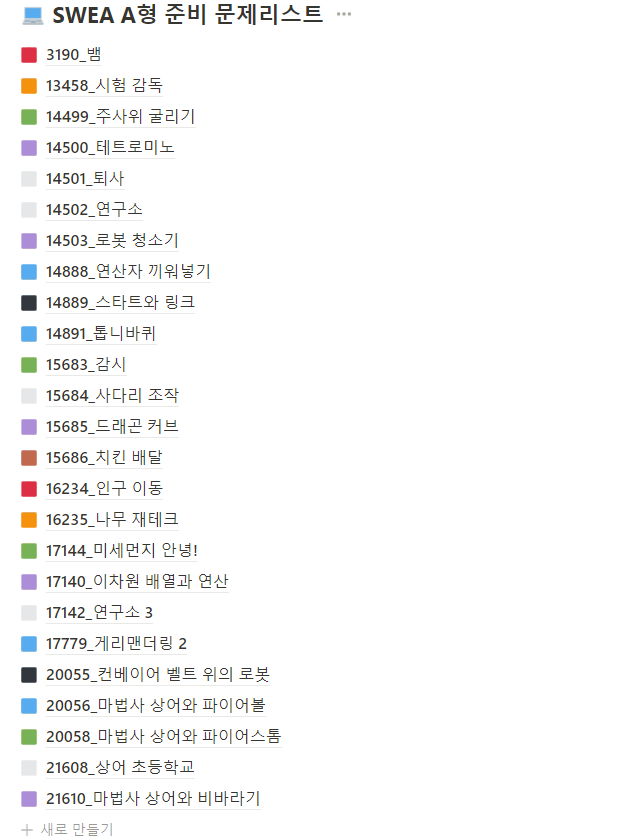 SWEA A형 준비 문제리스트
3190_뱀
13458_시험 감독
14499_주사위 굴리기
14500_테트로미노
14501_퇴사
14502_연구소
14503_로봇 청소기
14888_연산자 끼워넣기
14889_스타트와 링크
14891_톱니바퀴
15683_감시
15684_사다리 조작
15685_드래곤 커브
15686_치킨 배달
16234_인구 이동
16235_나무 재테크
17144_미세먼지 안녕!
17140_이차원 배열과 연산
17142_연구소 3
17779_게리맨더링 2
20055_컨베이어 벨트 위의 로봇
20056_마법사 상어와 파이어볼
20058_마법사 상어와 파이어스톰
21608_상어 초등학교
21610_마법사 상어와 비바라기
+ 새로 만들기